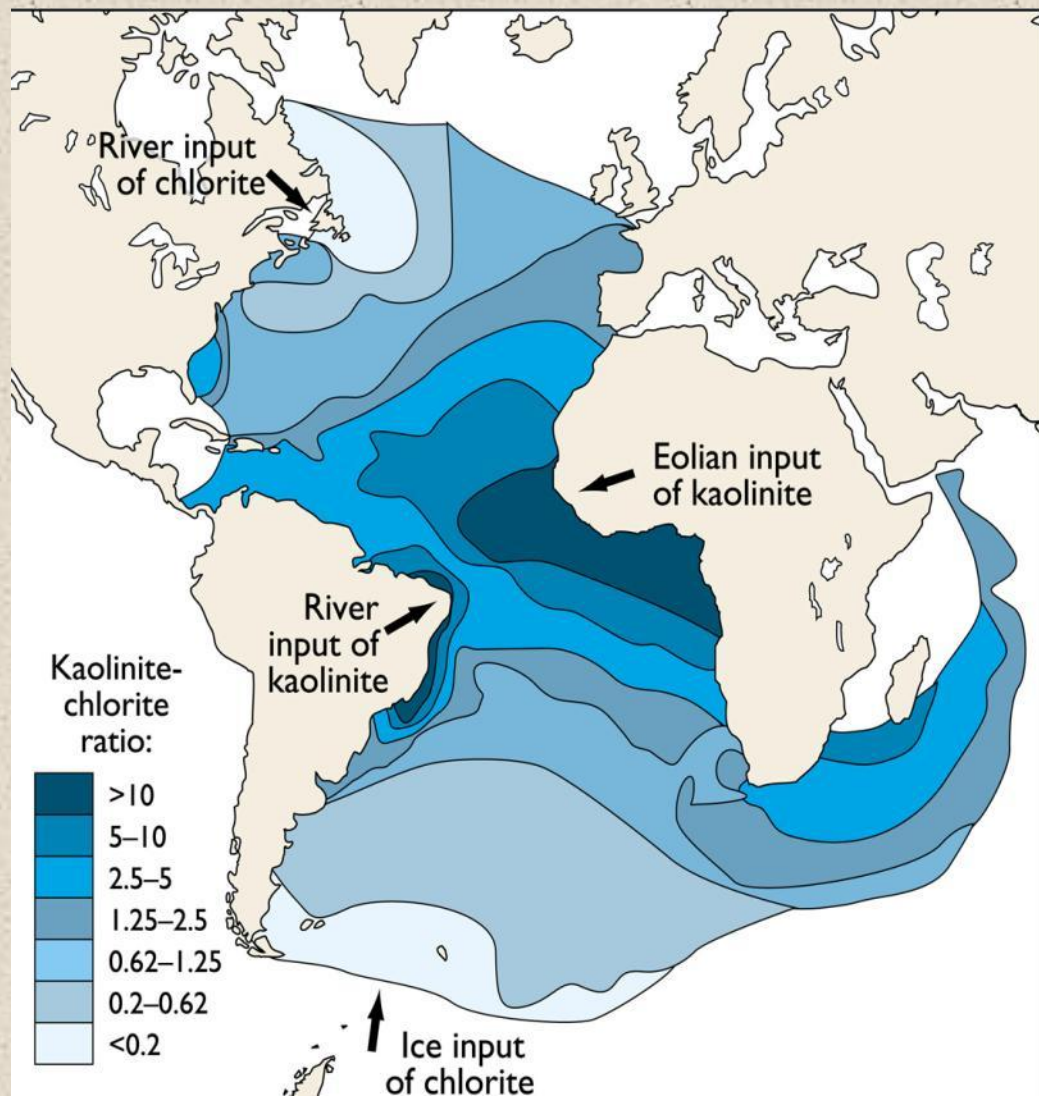 River input
of chlorite
Eolian input
of kaolinite
River
input of
kaolinite
Kaolinite-
chlorite
ratio:
>10
5–10
2.5–5
1.25–2.5
0.62–1.25
0.2–0.62
<0.2
Ice input
of chlorite